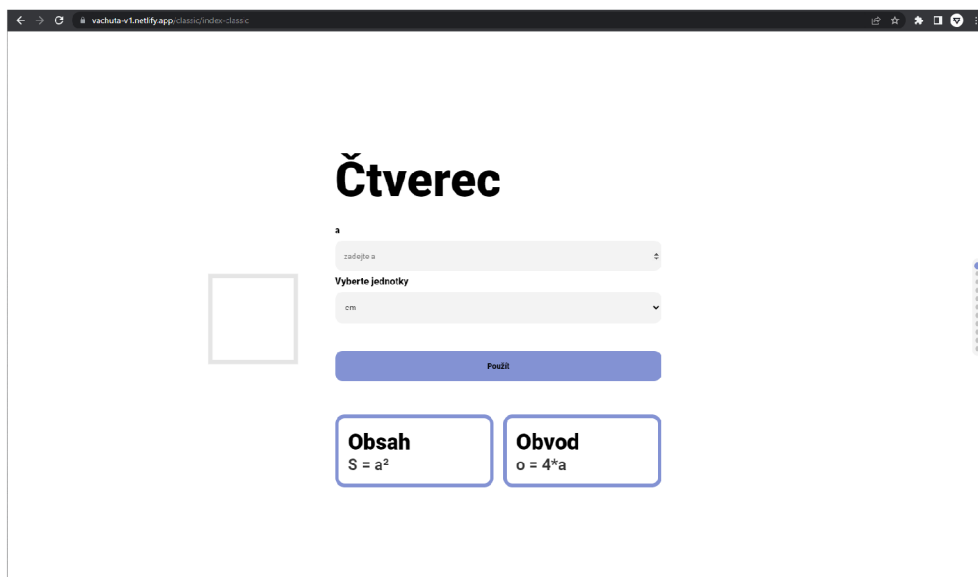 vachuta-v1.netlify.app/classic/index-classic
Čtverec
a
zadejte a
Vyberte jednotky
cm
Použít
Obsah
S = a²
Obvod
o = 4*a